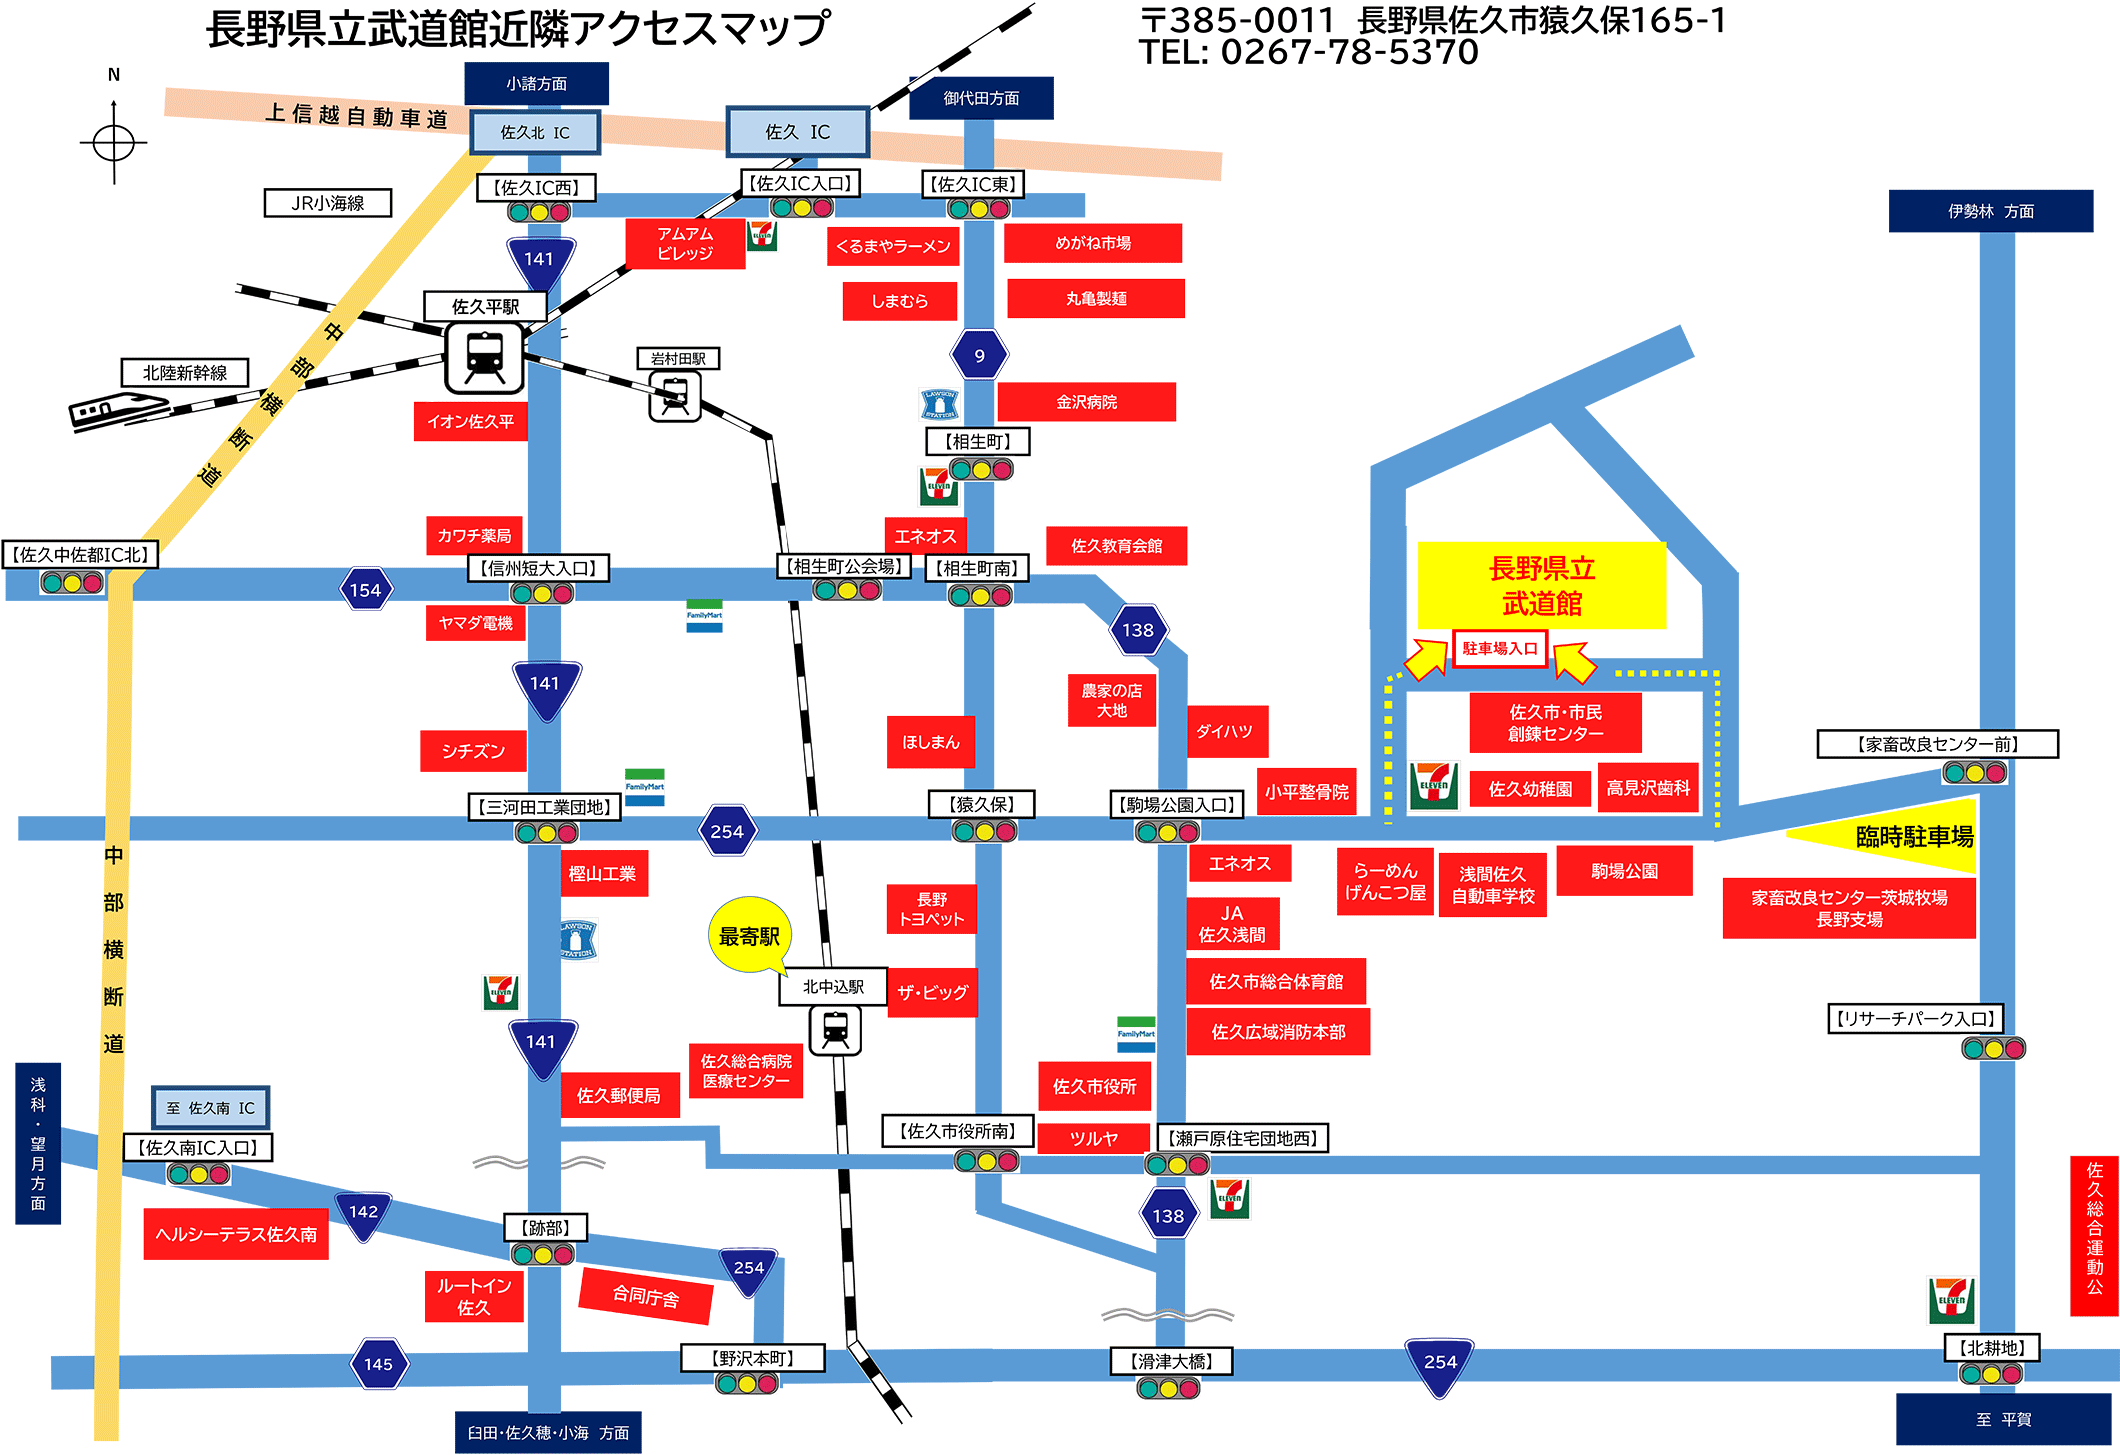 長野県立武道館近隣アクセスマップ
〒385-0011 長野県佐久市猿久保165-1
TEL: 0267-78-5370
N
小諸方面
御代田方面
上信越自動車道
佐久北 IC
佐久 IC
【佐久IC西】
【佐久IC入口】
【佐久IC東】
JR小海線
伊勢林 方面
141
アムアム
ビレッジ
ELEVEN
くるまやラーメン
めがね市場
しまむら
丸亀製麺
佐久平駅
中部横断道
9
岩村田駅
北陸新幹線
イオン佐久平
LAWSON
STATION
金沢病院
【相生町】
ELEVEN
カワチ薬局
エネオス
佐久教育会館
【佐久中佐都IC北】
【信州短大入口】
【相生町公会場】
【相生町南】
長野県立
武道館
154
ヤマダ電機
FamilyMart
138
駐車場入口
141
農家の店
大地
佐久市・市民
創錬センター
シチズン
ほしまん
ダイハツ
【家畜改良センター前】
FamilyMart
小平整骨院
ELEVEN
佐久幼稚園
高見沢歯科
【三河田工業団地】
【猿久保】
【駒場公園入口】
254
臨時駐車場
中部横断道
樫山工業
エネオス
らーめん
げんこつ屋
浅間佐久
自動車学校
駒場公園
長野
トヨペット
家畜改良センター茨城牧場
長野支場
JA
佐久浅間
LAWSON
STATION
最寄駅
ELEVEN
北中込駅
ザ・ビッグ
佐久市総合体育館
【リサーチパーク入口】
141
FamilyMart
佐久広域消防本部
佐久総合病院
医療センター
浅科・望月方面
佐久郵便局
佐久市役所
至 佐久南 IC
【佐久南IC入口】
【佐久市役所南】
ツルヤ
【瀬戸原住宅団地西】
佐久総合運動公
142
ELEVEN
138
ヘルシーテラス佐久南
【跡部】
254
ルートイン
佐久
合同庁舎
ELEVEN
145
【野沢本町】
【滑津大橋】
254
【北耕地】
臼田・佐久穂・小海 方面
至 平賀